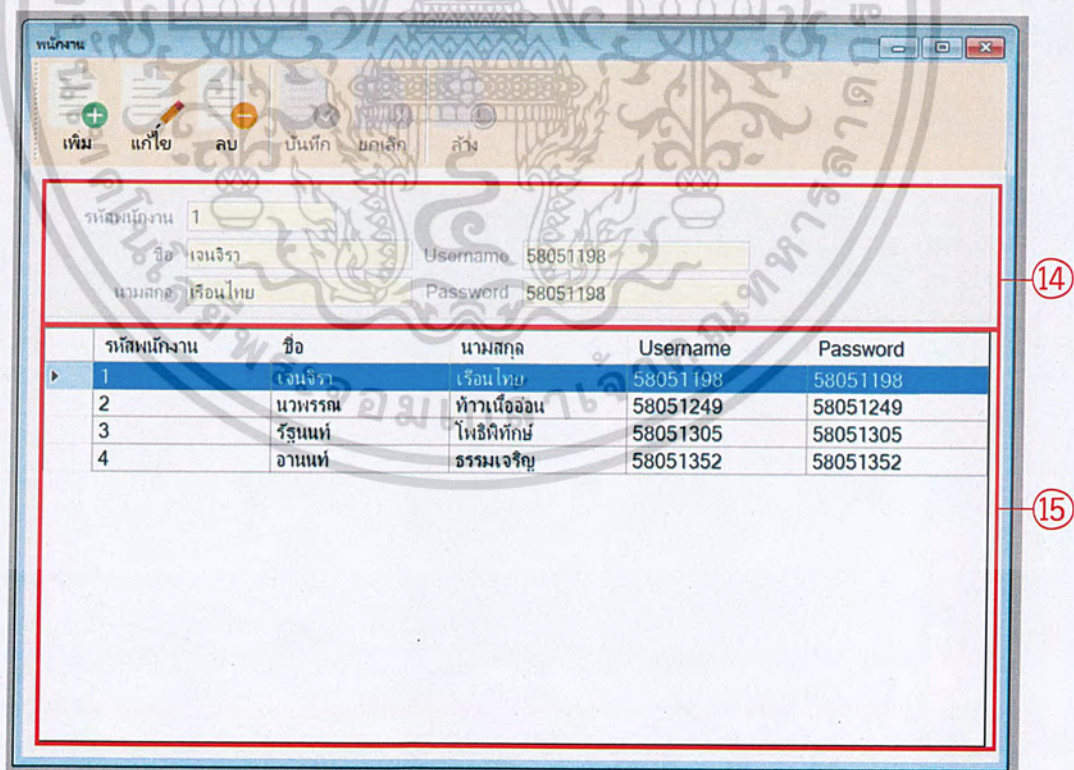 พนักงาน
เพิ่ม แก้ไข ลบ บันทึก ยกเลิก ล้าง
รหัสพนักงาน 1
ชื่อ เจนจิรา Username 58051198
นามสกุล เรือนไทย Password 58051198
14
รหัสพนักงาน ชื่อ นามสกุล Username Password
1 เจนจิรา เรือนไทย 58051198 58051198
2 นวพรรณ ท้าวเนื้ออ่อน 58051249 58051249
3 รัฐนนท์ โพธิพิทักษ์ 58051305 58051305
4 อานนท์ ธรรมเจริญ 58051352 58051352
15